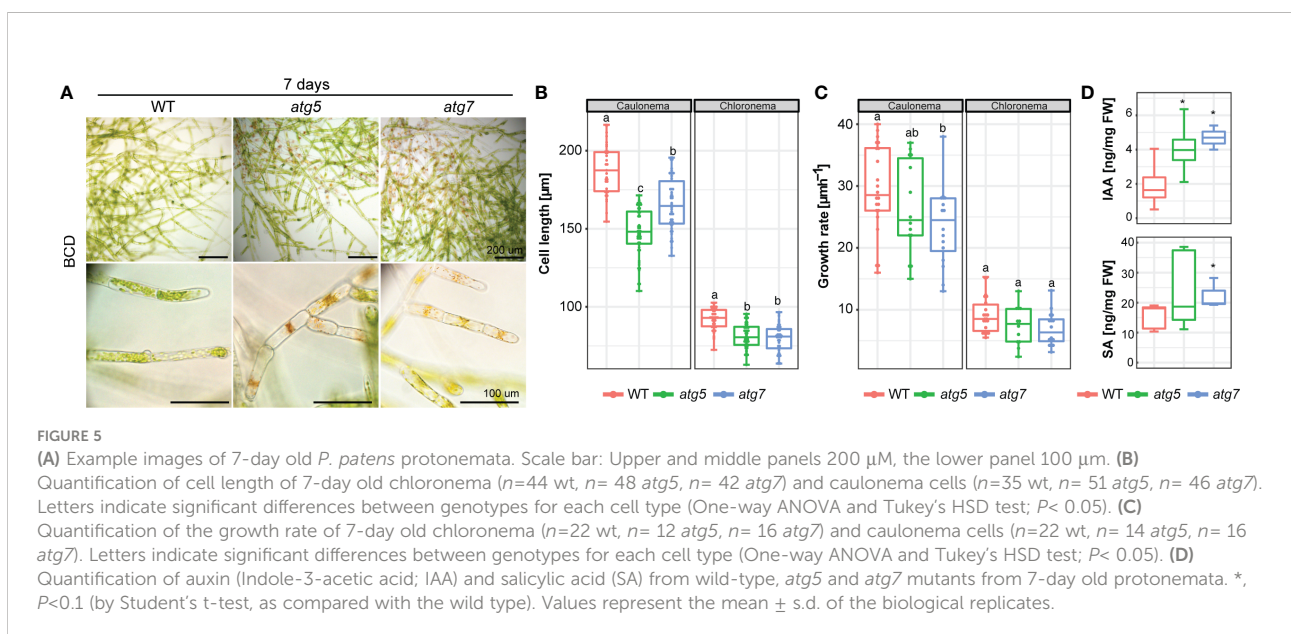 A
7 days
WT
atg5
atg7
BCD
200 um
100 um
B
Caulonema
Chloronema
Cell length [µm]
200
150
100
a
c
b
a
b
b
WT
atg5
atg7
C
Caulonema
Chloronema
Growth rate [µmh⁻¹]
40
30
20
10
a
ab
b
a
a
a
WT
atg5
atg7
D
IAA [ng/mg FW]
6
4
2
0
*
*
SA [ng/mg FW]
40
30
20
10
0
*
WT
atg5
atg7
FIGURE 5
(A) Example images of 7-day old P. patens protonemata. Scale bar: Upper and middle panels 200 µM, the lower panel 100 µm. (B)
Quantification of cell length of 7-day old chloronema (n=44 wt, n= 48 atg5, n= 42 atg7) and caulonema cells (n=35 wt, n= 51 atg5, n= 46 atg7).
Letters indicate significant differences between genotypes for each cell type (One-way ANOVA and Tukey's HSD test; P< 0.05). (C)
Quantification of the growth rate of 7-day old chloronema (n=22 wt, n= 12 atg5, n= 16 atg7) and caulonema cells (n=22 wt, n= 14 atg5, n= 16
atg7). Letters indicate significant differences between genotypes for each cell type (One-way ANOVA and Tukey's HSD test; P< 0.05). (D)
Quantification of auxin (Indole-3-acetic acid; IAA) and salicylic acid (SA) from wild-type, atg5 and atg7 mutants from 7-day old protonemata. *,
P<0.1 (by Student's t-test, as compared with the wild type). Values represent the mean ± s.d. of the biological replicates.